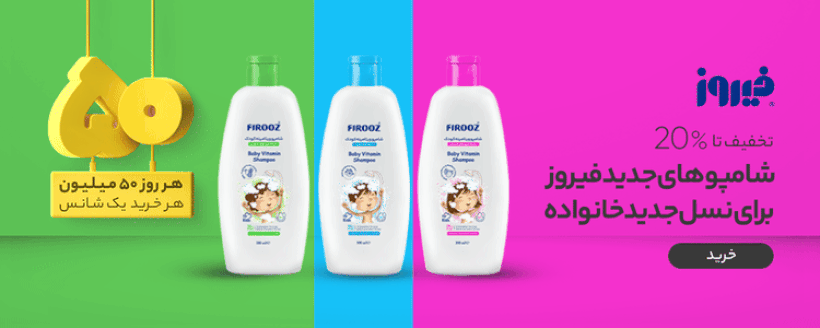 فیروز
تخفیف تا 20%
شامپوهای جدید فیروز
برای نسل جدید خانواده
خرید
۵۰
هر روز ۵۰ میلیون
هر خرید یک شانس
FIROOZ
Baby Vitamin
Shampoo
FIROOZ
Baby Vitamin
Shampoo
FIROOZ
Baby Vitamin
Shampoo